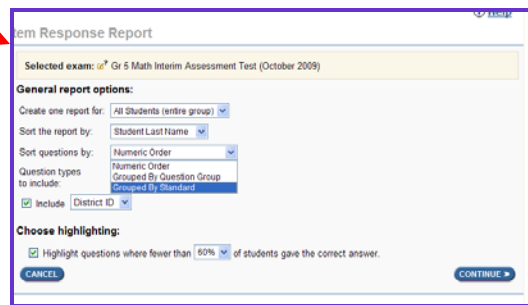 Help
tem Response Report
Selected exam: Gr 5 Math Interim Assessment Test (October 2009)
General report options:
Create one report for: All Students (entire group)
Sort the report by: Student Last Name
Sort questions by: Numeric Order
Numeric Order
Question types to include:
Grouped By Question Group
Grouped By Standard
Include District ID
Choose highlighting:
Highlight questions where fewer than 60% of students gave the correct answer.
CANCEL
CONTINUE